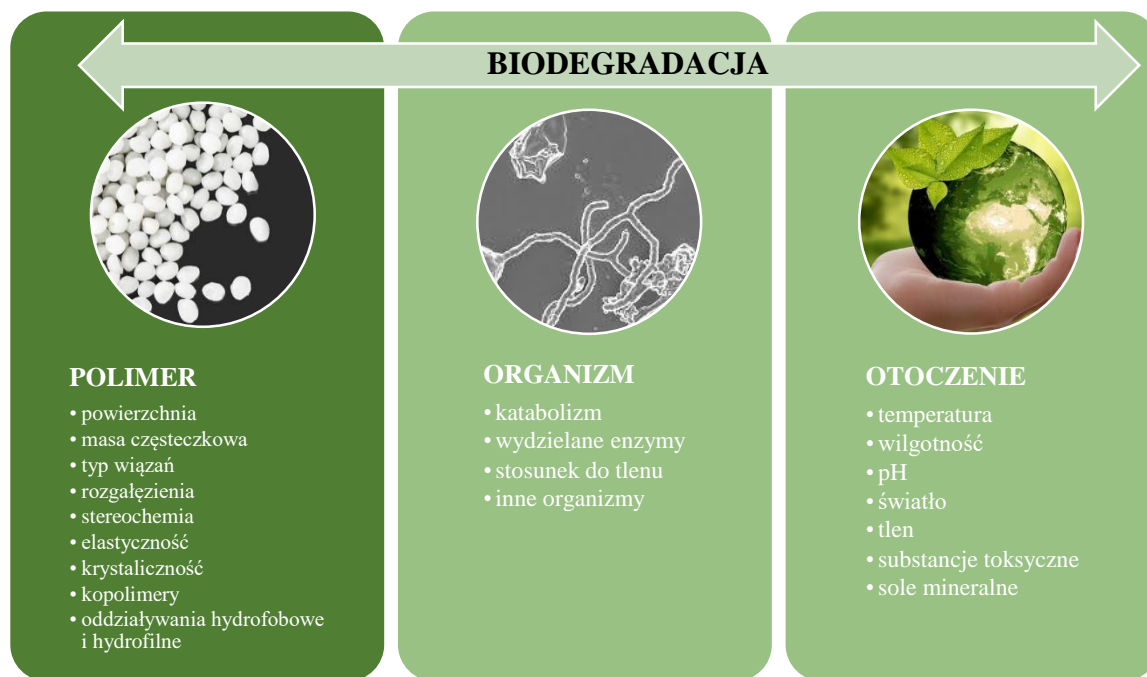 BIODEGRADACJA
POLIMER
• powierzchnia
• masa częsteczkowa
• typ wiązań
• rozgałęzienia
• stereochemia
• elastyczność
• krystaliczność
• kopolimery
• oddziaływania hydrofobowe
i hydrofilne
ORGANIZM
• katabolizm
• wydzielane enzymy
• stosunek do tlenu
• inne organizmy
OTOCZENIE
• temperatura
• wilgotność
• pH
• światło
• tlen
• substancje toksyczne
• sole mineralne